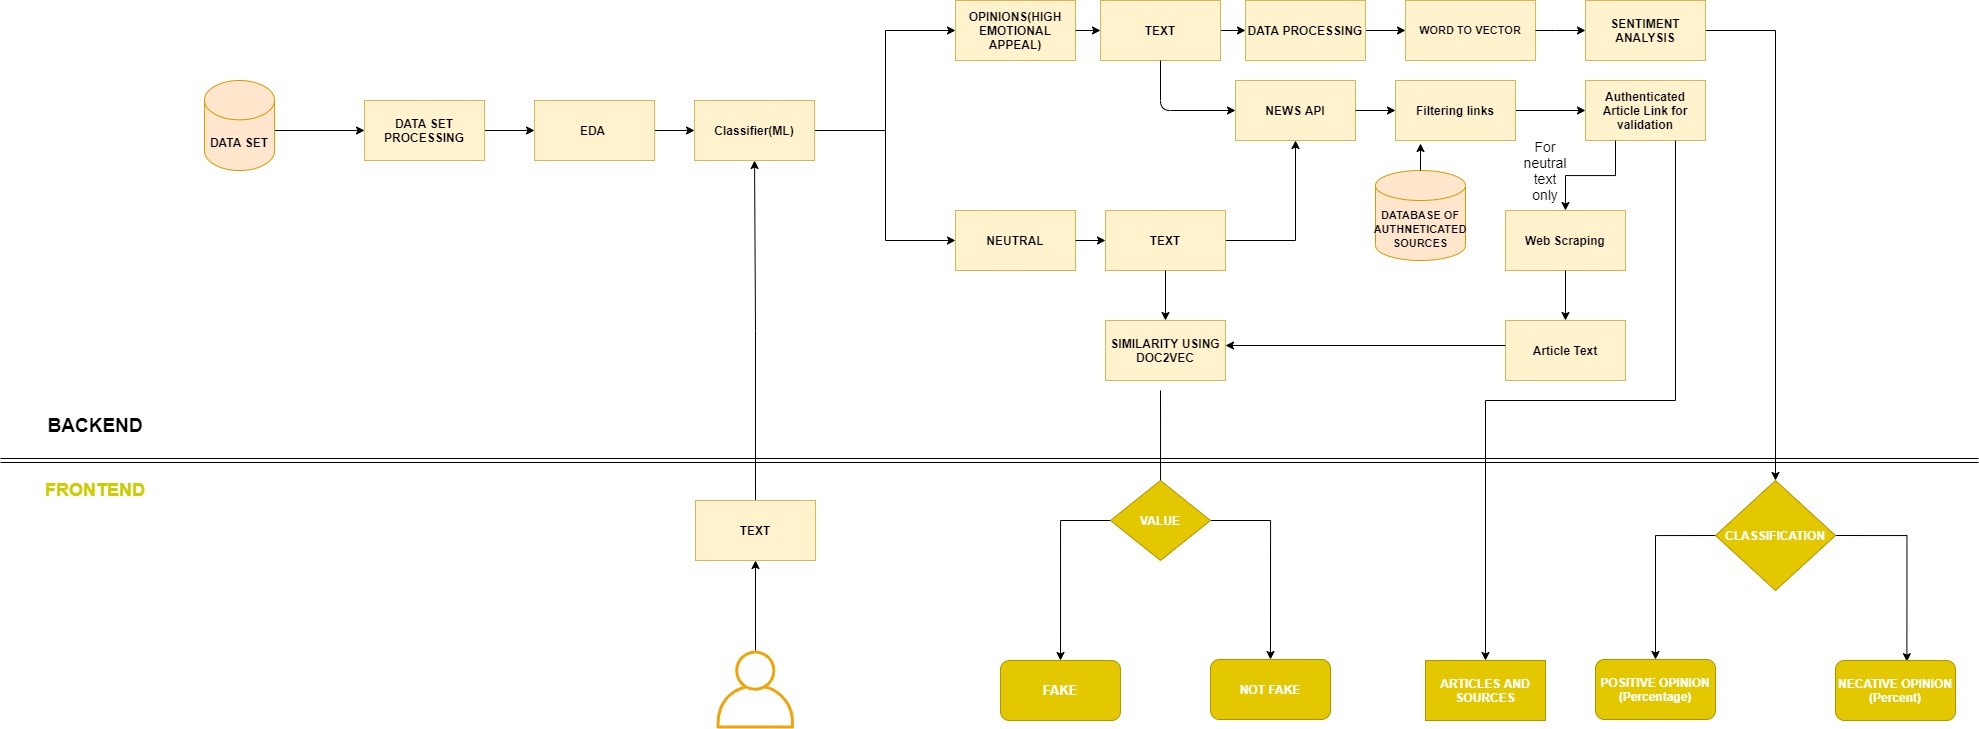 OPINIONS(HIGH
EMOTIONAL
APPEAL)
TEXT
DATA PROCESSING
WORD TO VECTOR
SENTIMENT
ANALYSIS
DATA SET
DATA SET
PROCESSING
EDA
Classifier(ML)
NEWS API
Filtering links
Authenticated
Article Link for
validation
For
neutral
text
only
NEUTRAL
TEXT
DATABASE OF
AUTHNETICATED
SOURCES
Web Scraping
SIMILARITY USING
DOC2VEC
Article Text
BACKEND
FRONTEND
TEXT
VALUE
CLASSIFICATION
FAKE
NOT FAKE
ARTICLES AND
SOURCES
POSITIVE OPINION
(Percentage)
NECATIVE OPINION
(Percent)